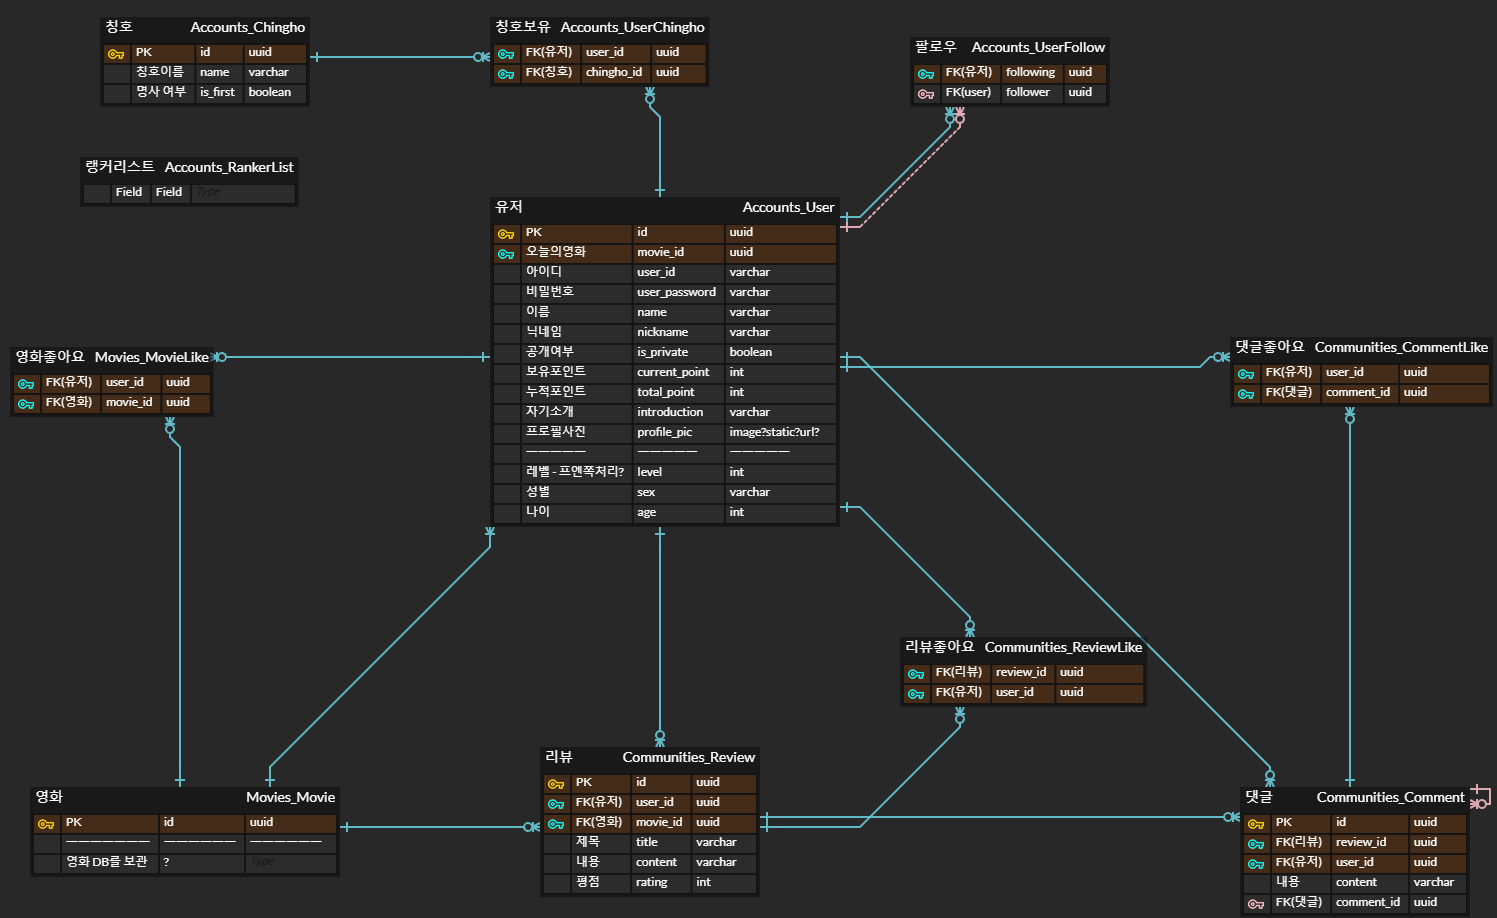 칭호 Accounts_Chingho
PK id uuid
칭호이름 name varchar
명사 여부 is_first boolean
칭호보유 Accounts_UserChingho
FK(유저) user_id uuid
FK(칭호) chingho_id uuid
팔로우 Accounts_UserFollow
FK(유저) following uuid
FK(user) follower uuid
랭커리스트 Accounts_RankerList
Field Field Type
유저 Accounts_User
PK id uuid
오늘의영화 movie_id uuid
아이디 user_id varchar
비밀번호 user_password varchar
이름 name varchar
닉네임 nickname varchar
공개여부 is_private boolean
보유포인트 current_point int
누적포인트 total_point int
자기소개 introduction varchar
프로필사진 profile_pic image?static?url?
ㅡㅡㅡㅡㅡ ㅡㅡㅡㅡㅡ ㅡㅡㅡㅡㅡ
레벨 - 프엔쪽처리? level int
성별 sex varchar
나이 age int
영화좋아요 Movies_MovieLike
FK(유저) user_id uuid
FK(영화) movie_id uuid
댓글좋아요 Communities_CommentLike
FK(유저) user_id uuid
FK(댓글) comment_id uuid
리뷰좋아요 Communities_ReviewLike
FK(리뷰) review_id uuid
FK(유저) user_id uuid
영화 Movies_Movie
PK id uuid
ㅡㅡㅡㅡㅡㅡㅡ ㅡㅡㅡㅡㅡㅡ ㅡㅡㅡㅡㅡㅡ
영화 DB를 보관 ? Type
리뷰 Communities_Review
PK id uuid
FK(유저) user_id uuid
FK(영화) movie_id uuid
제목 title varchar
내용 content varchar
평점 rating int
댓글 Communities_Comment
PK id uuid
FK(리뷰) review_id uuid
FK(유저) user_id uuid
내용 content varchar
FK(댓글) comment_id uuid